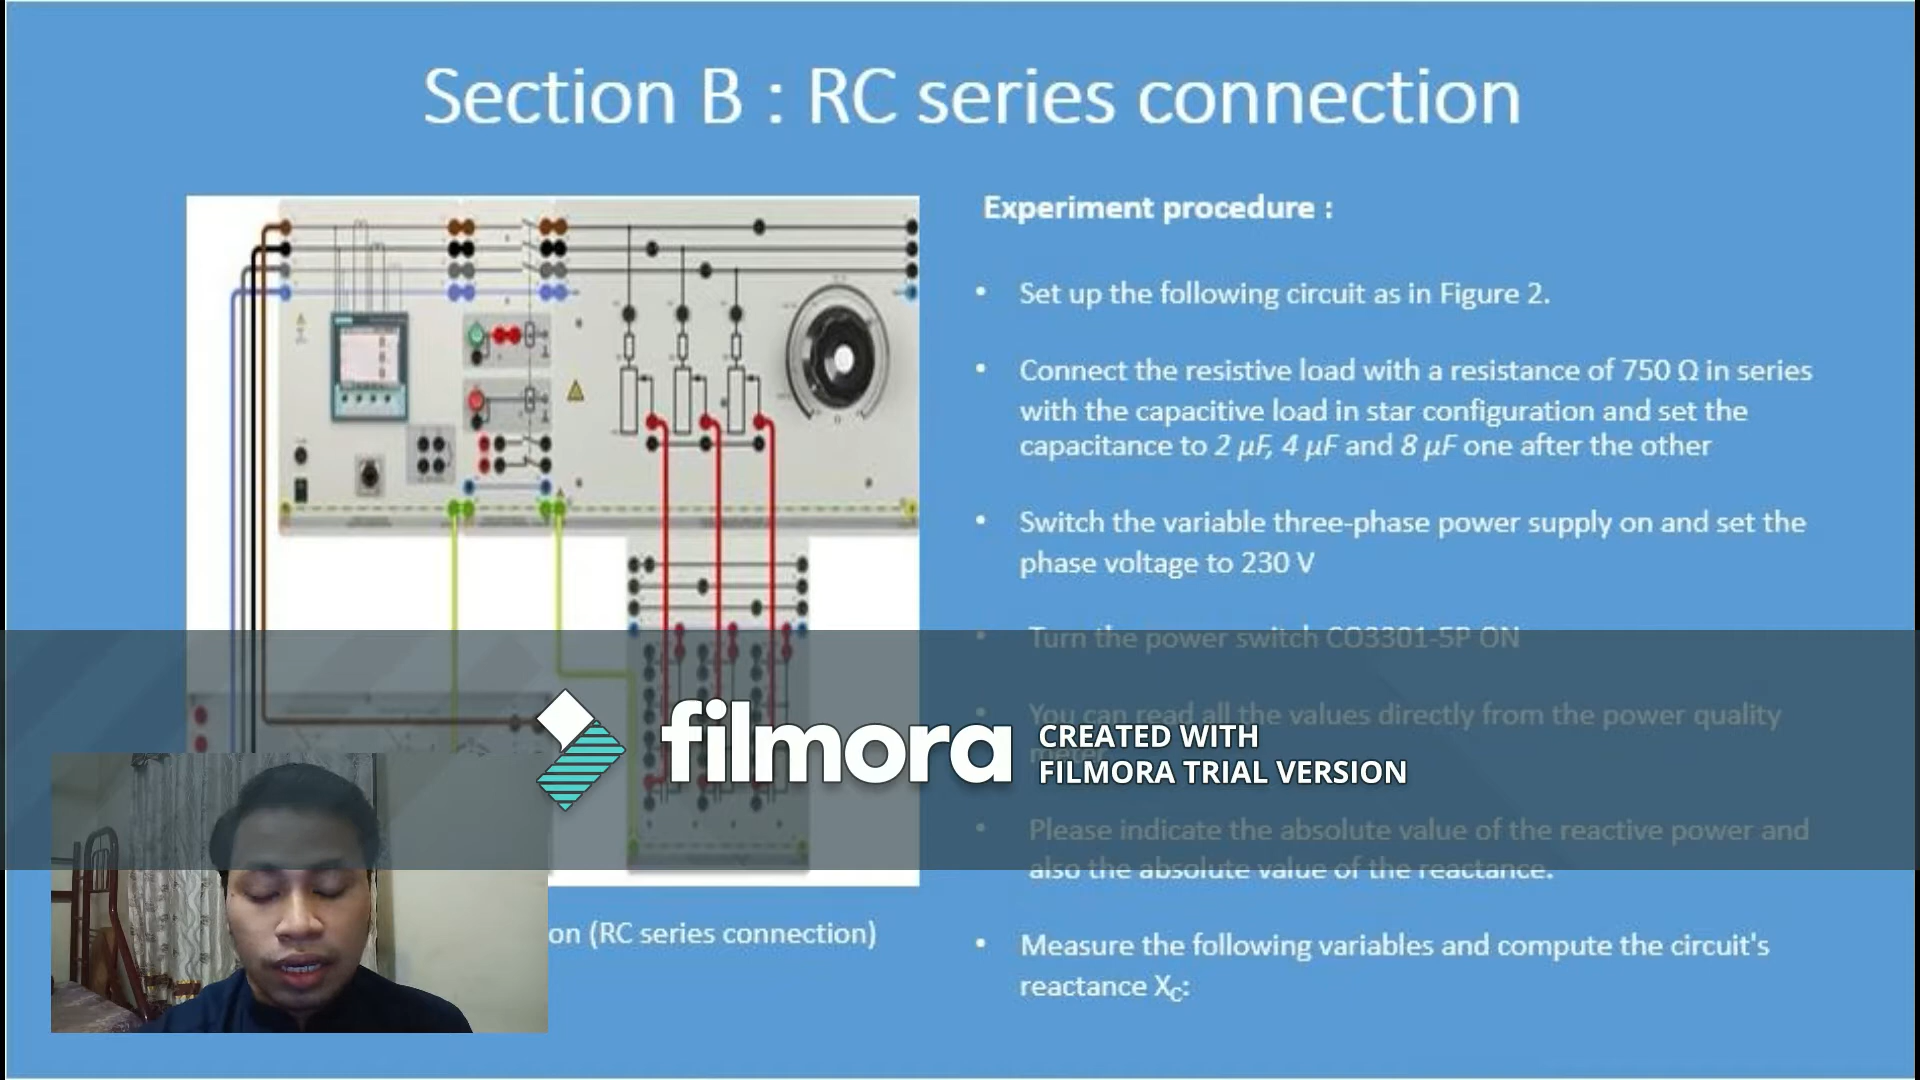 Section B : RC series connection
Experiment procedure :
• Set up the following circuit as in Figure 2.
• Connect the resistive load with a resistance of 750 Ω in series
with the capacitive load in star configuration and set the
capacitance to 2 µF, 4 µF and 8 µF one after the other
• Switch the variable three-phase power supply on and set the
phase voltage to 230 V
• Turn the power switch CO3301-5P ON
• You can read all the values directly from the power quality
meter
• Please indicate the absolute value of the reactive power and
also the absolute value of the reactance.
• Measure the following variables and compute the circuit's
reactance XC:
on (RC series connection)
filmora
CREATED WITH
FILMORA TRIAL VERSION